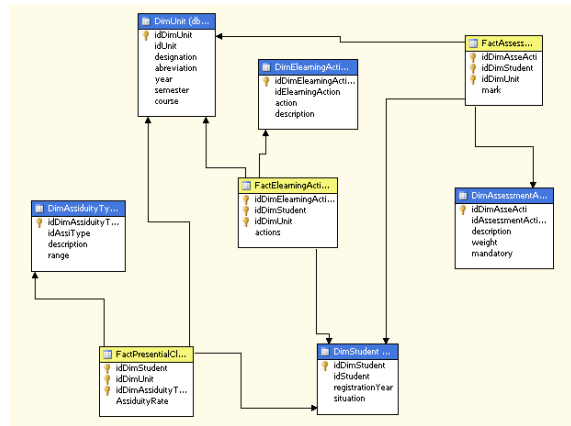 DimUnit (db...
idDimUnit
idUnit
designation
abreviation
year
semester
course
FactAssess...
idDimAsseActi
idDimStudent
idDimUnit
mark
DimElearningActi...
idDimElearningActi...
idElearningAction
action
description
FactElearningActi...
idDimElearningActi...
idDimStudent
idDimUnit
actions
DimAssessmentA...
idDimAsseActi
idAssessmentActi...
description
weight
mandatory
DimAssiduityTy...
idDimAssiduityT...
idAssiType
description
range
FactPresentialCl...
idDimStudent
idDimUnit
idDimAssiduityT...
AssiduityRate
DimStudent ...
idDimStudent
idStudent
registrationYear
situation